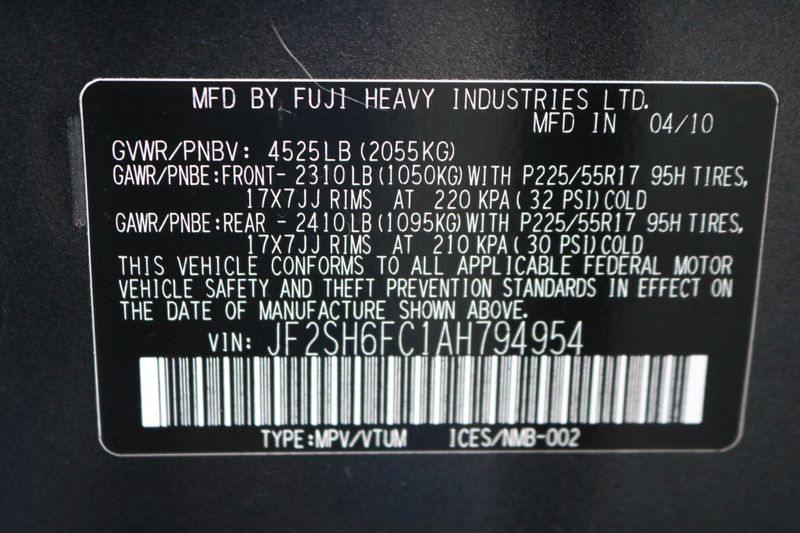 MFD BY FUJI HEAVY INDUSTRIES LTD.
MFD IN 04/10
GVWR/PNBV: 4525LB(2055KG)
GAWR/PNBE:FRONT-2310LB(1050KG)WITH P225/55R17 95H TIRES,
17X7JJ RIMS AT 220 KPA(32 PSI)COLD
GAWR/PNBE:REAR -2410LB(1095KG)WITH P225/55R17 95H TIRES,
17X7JJ RIMS AT 210 KPA(30 PSI)COLD
THIS VEHICLE CONFORMS TO ALL APPLICABLE FEDERAL MOTOR
VEHICLE SAFETY AND THEFT PREVENTION STANDARDS IN EFFECT ON
THE DATE OF MANUFACTURE SHOWN ABOVE.
VIN: JF2SH6FC1AH794954
TYPE:MPV/VTUM ICES/NMB-002